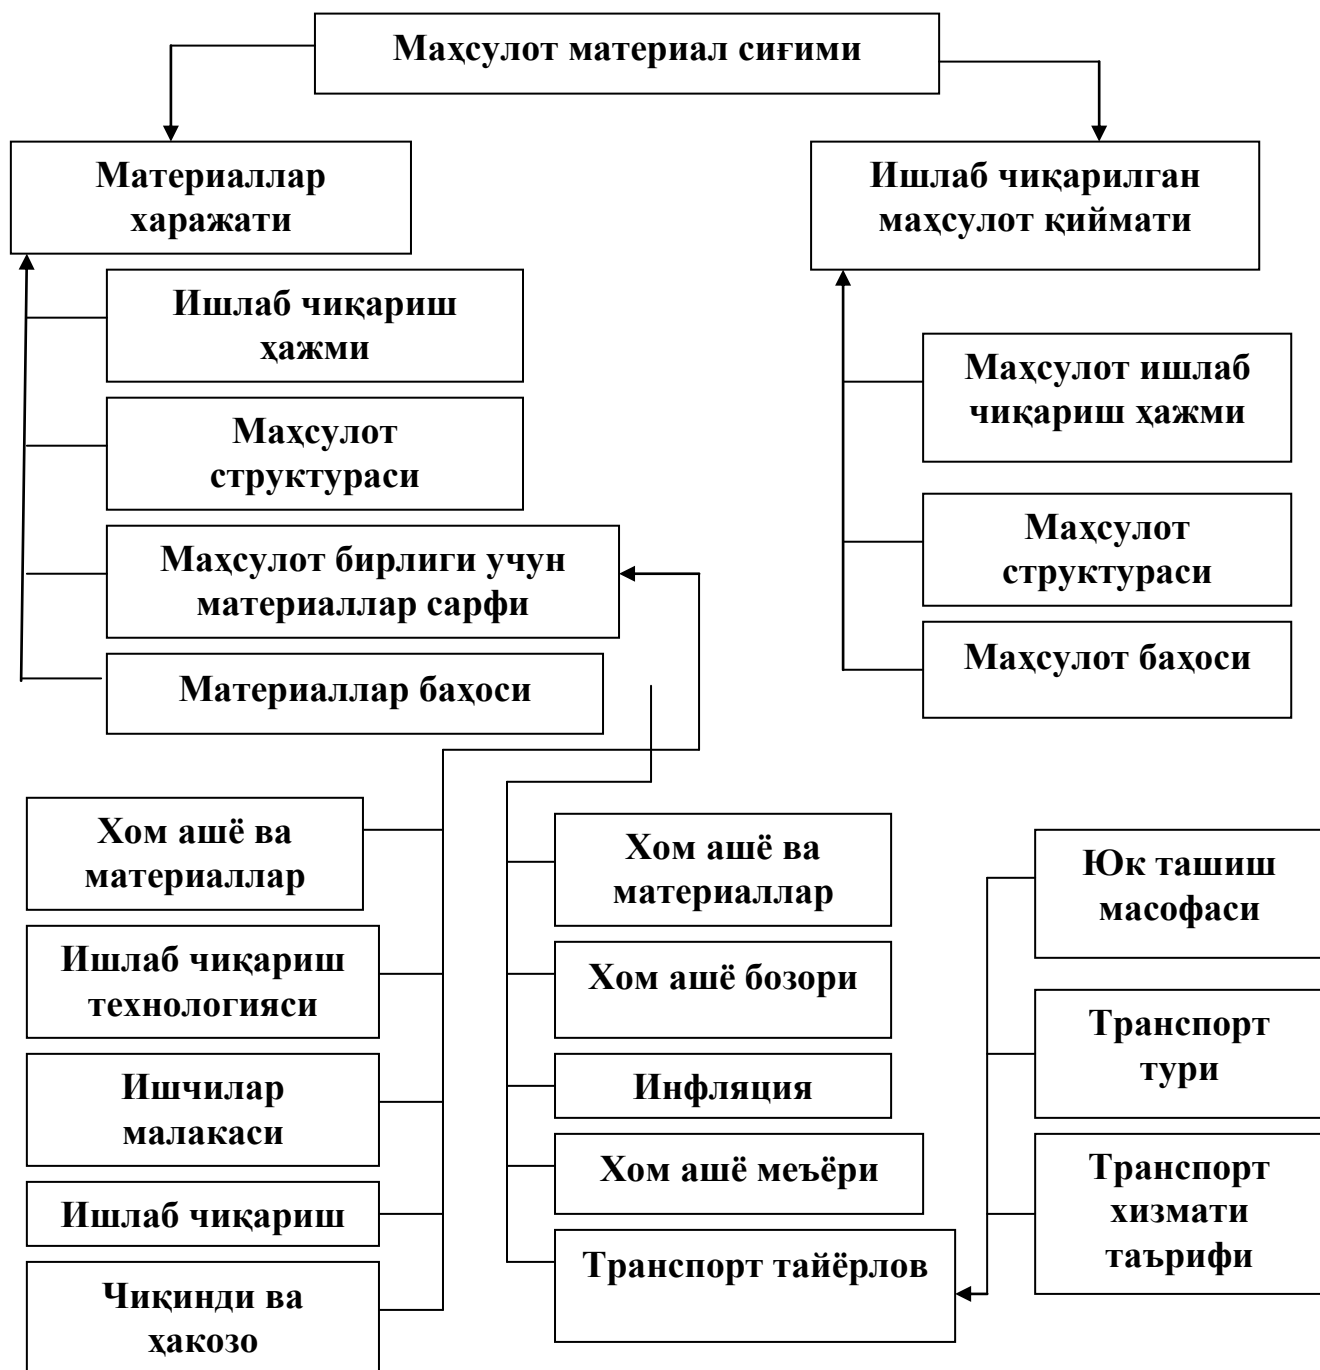 Маҳсулот материал сиғими
Материаллар
харажати
Ишлаб чиқарилган
маҳсулот қиймати
Ишлаб чиқариш
ҳажми
Маҳсулот
структураси
Маҳсулот бирлиги учун
материаллар сарфи
Материаллар баҳоси
Маҳсулот ишлаб
чиқариш ҳажми
Маҳсулот
структураси
Маҳсулот баҳоси
Хом ашё ва
материаллар
Ишлаб чиқариш
технологияси
Ишчилар
малакаси
Ишлаб чиқариш
Чиқинди ва
ҳакозо
Хом ашё ва
материаллар
Хом ашё бозори
Инфляция
Хом ашё меъёри
Транспорт тайёрлов
Юк ташиш
масофаси
Транспорт
тури
Транспорт
хизмати
таърифи